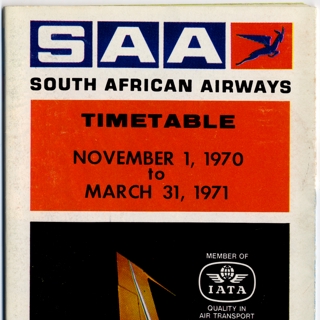 SAA
SOUTH AFRICAN AIRWAYS
TIMETABLE
NOVEMBER 1, 1970
to
MARCH 31, 1971
MEMBER OF
IATA
QUALITY IN
AIR TRANSPORT